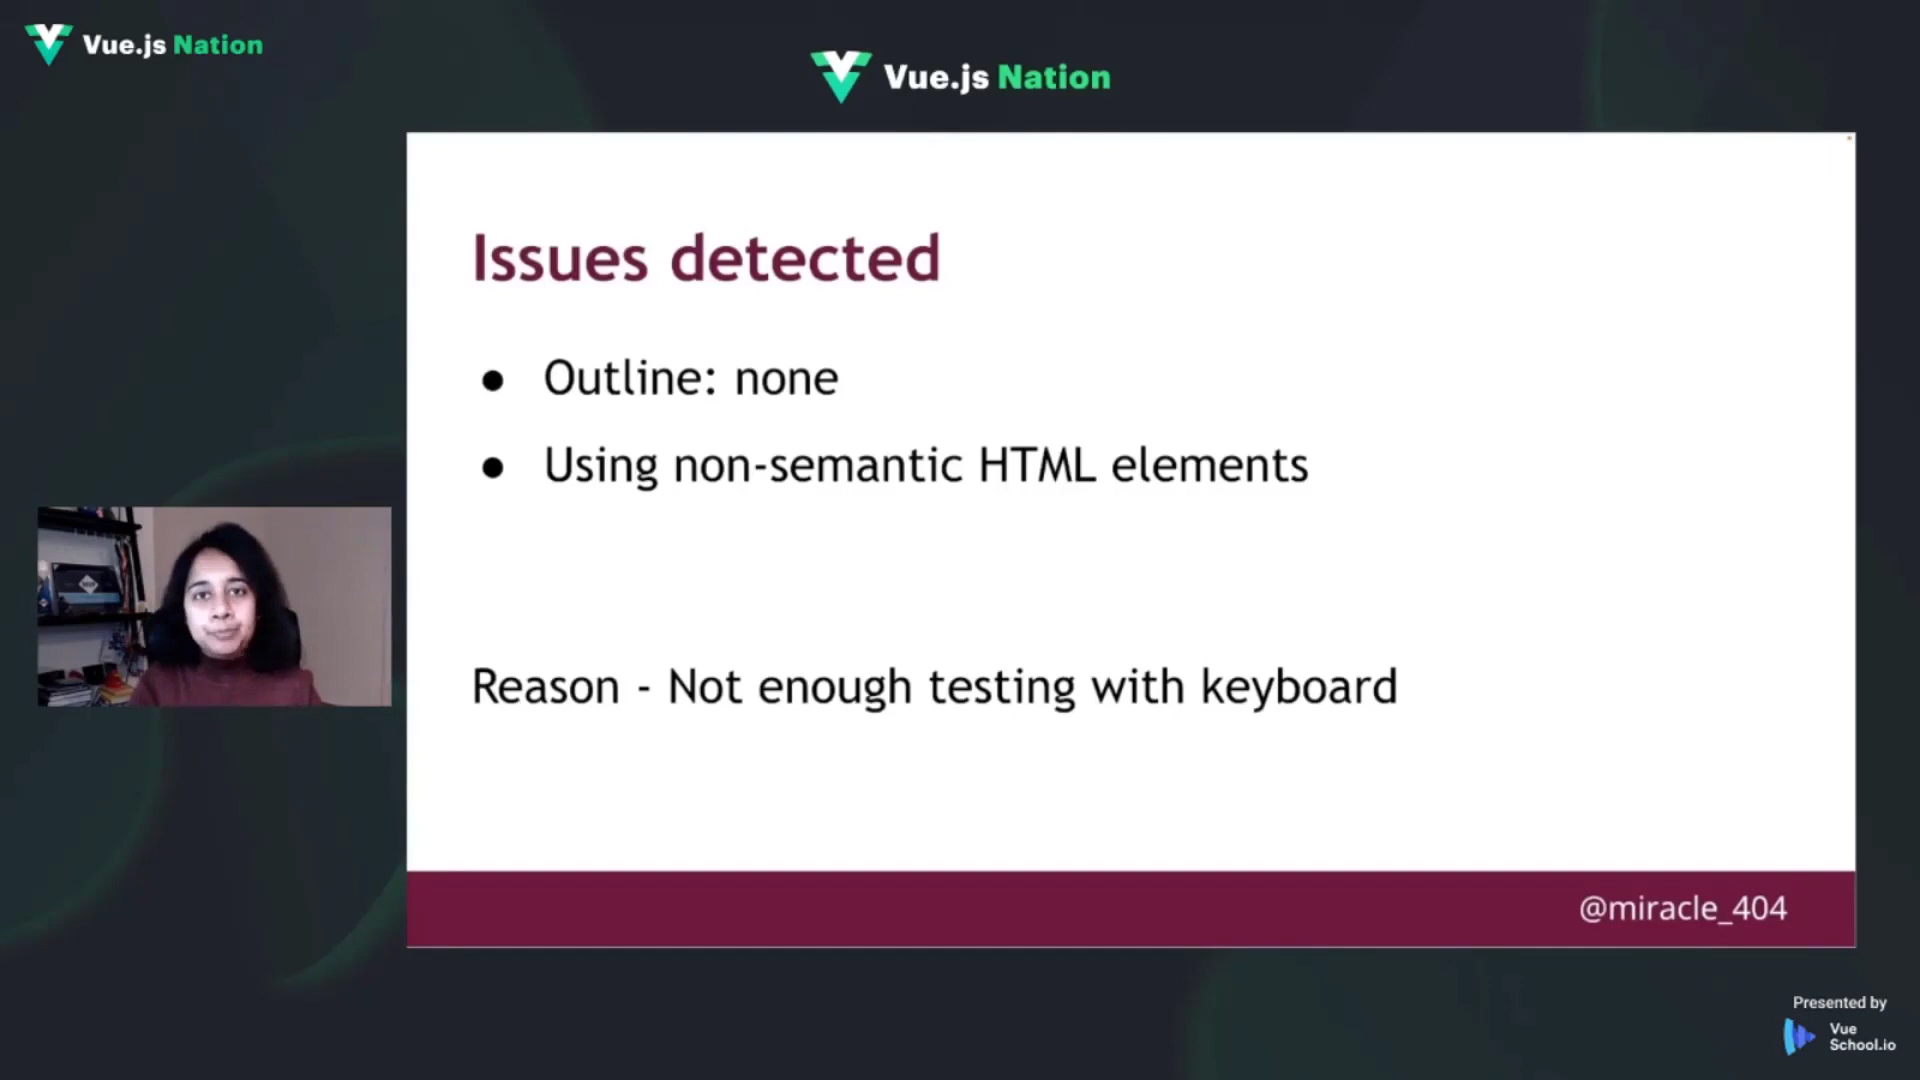 Vue.js Nation
Vue.js Nation
Issues detected
● Outline: none
● Using non-semantic HTML elements
Reason - Not enough testing with keyboard
@miracle_404
Presented by
Vue
School.io